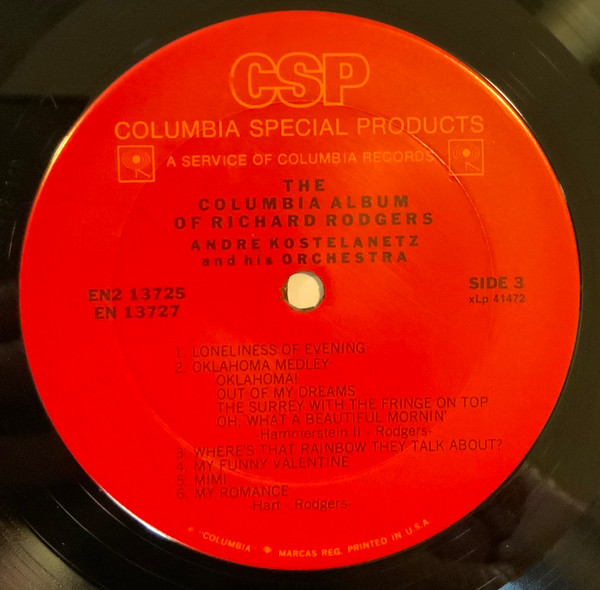 CSP
COLUMBIA SPECIAL PRODUCTS
A SERVICE OF COLUMBIA RECORDS
THE
COLUMBIA ALBUM
OF RICHARD RODGERS
ANDRE KOSTELANETZ
and his ORCHESTRA
EN2 13725
EN 13727
SIDE 3
xLp 41472
1. LONELINESS OF EVENING
2. OKLAHOMA MEDLEY:
OKLAHOMA!
OUT OF MY DREAMS
THE SURREY WITH THE FRINGE ON TOP
OH, WHAT A BEAUTIFUL MORNIN'
-Hammerstein II - Rodgers-
3. WHERE'S THAT RAINBOW THEY TALK ABOUT?
4. MY FUNNY VALENTINE
5. MIMI
6. MY ROMANCE
-Hart - Rodgers-
® "COLUMBIA" MARCAS REG. PRINTED IN U.S.A.